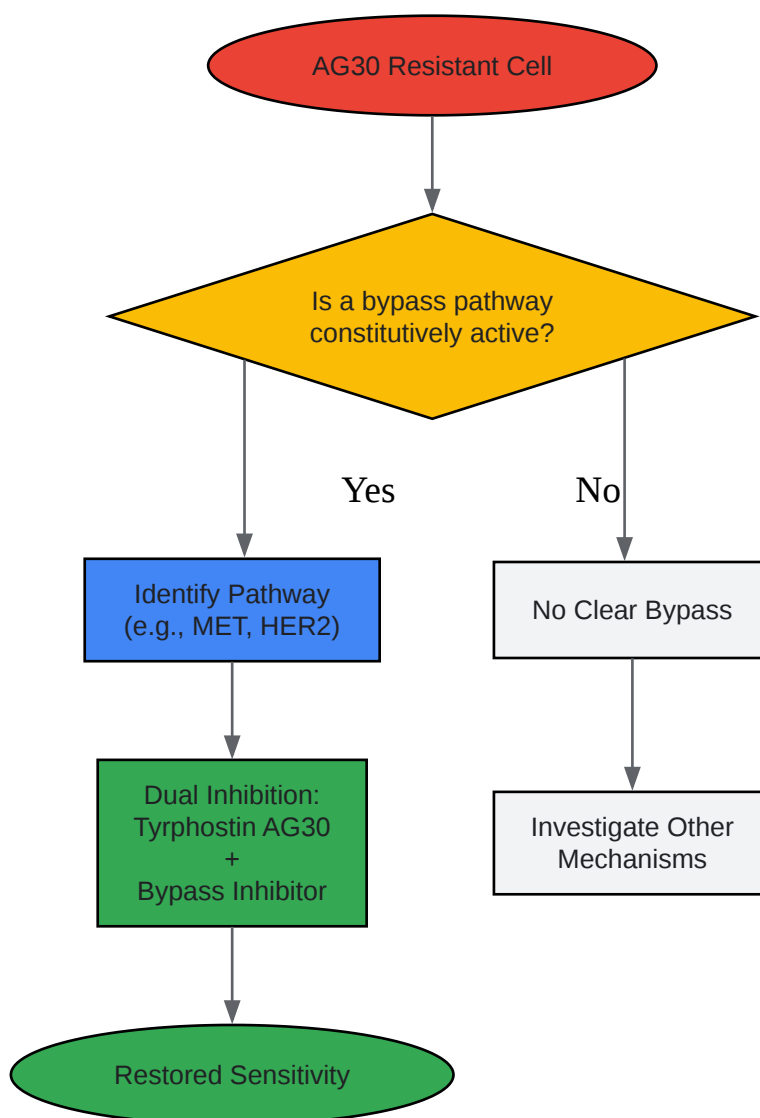 AG30 Resistant Cell
Is a bypass pathway
constitutively active?
Yes
No
Identify Pathway
(e.g., MET, HER2)
No Clear Bypass
Dual Inhibition:
Tyrphostin AG30
+
Bypass Inhibitor
Investigate Other
Mechanisms
Restored Sensitivity